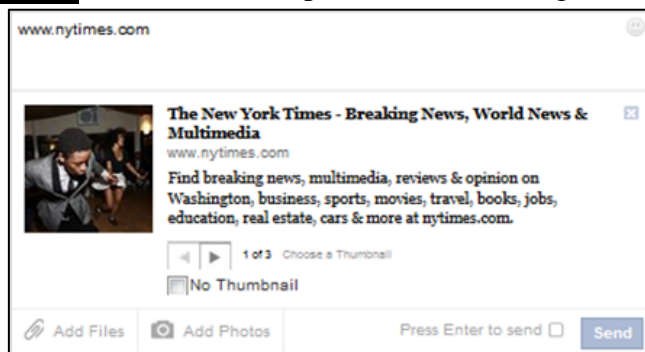 www.nytimes.com
The New York Times - Breaking News, World News &
Multimedia
www.nytimes.com
Find breaking news, multimedia, reviews & opinion on
Washington, business, sports, movies, travel, books, jobs,
education, real estate, cars & more at nytimes.com.
1 of 3 Choose a Thumbnail
No Thumbnail
Add Files Add Photos Press Enter to send Send